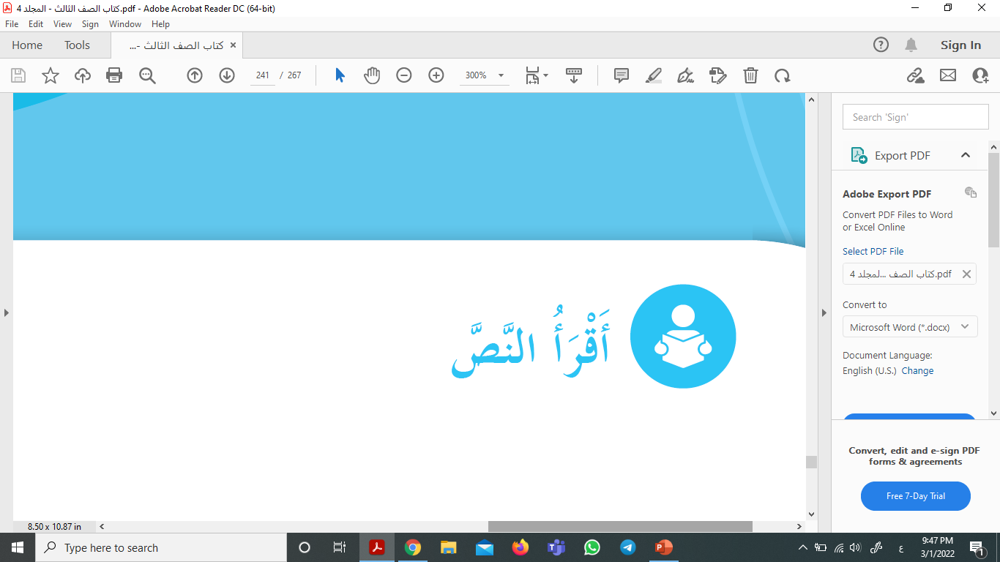 كتاب الصف الثالث - المجلد 4.pdf - Adobe Acrobat Reader DC (64-bit)
File Edit View Sign Window Help
Home Tools كتاب الصف الثالث -... Sign In
241 / 267 300%
Search 'Sign'
Export PDF
Adobe Export PDF
Convert PDF Files to Word
or Excel Online
Select PDF File
كتاب الصف ...لمجلد 4.pdf
Convert to
Microsoft Word (*.docx)
Document Language:
English (U.S.) Change
أَقْرَأُ النَّصَّ
Convert, edit and e-sign PDF
forms & agreements
Free 7-Day Trial
8.50 x 10.87 in
Type here to search
ع
9:47 PM
3/1/2022
1